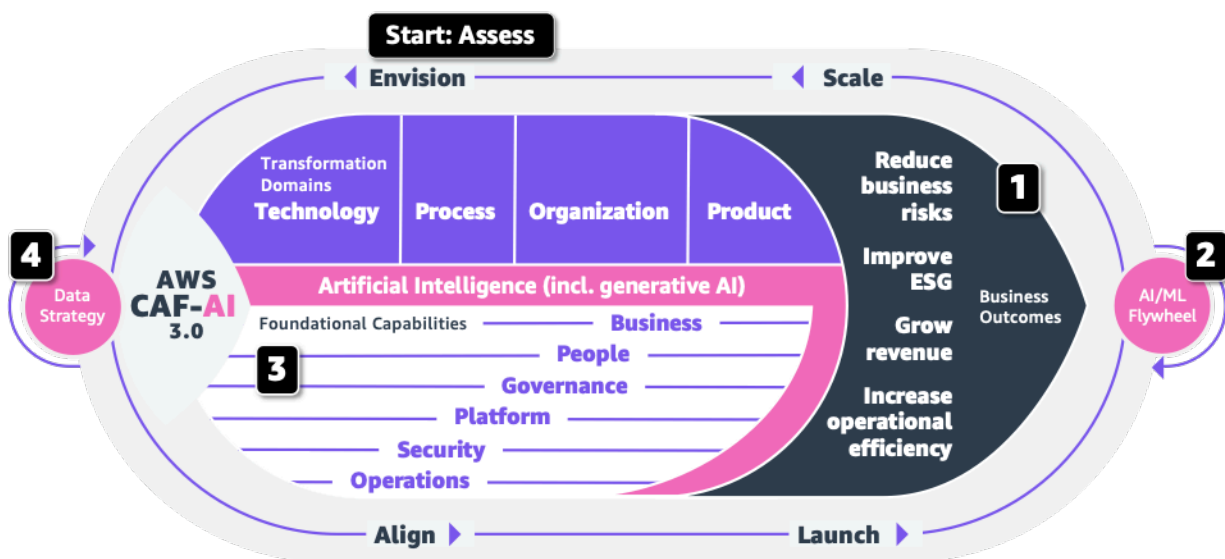 Start: Assess
Envision
Scale
Transformation
Domains
Technology
Process
Organization
Product
Reduce
business
risks
1
Improve
ESG
Grow
revenue
Increase
operational
efficiency
Business
Outcomes
4
Data
Strategy
AWS
CAF-AI
3.0
2
AI/ML
Flywheel
Artificial Intelligence (incl. generative AI)
Foundational Capabilities
Business
3
People
Governance
Platform
Security
Operations
Align
Launch